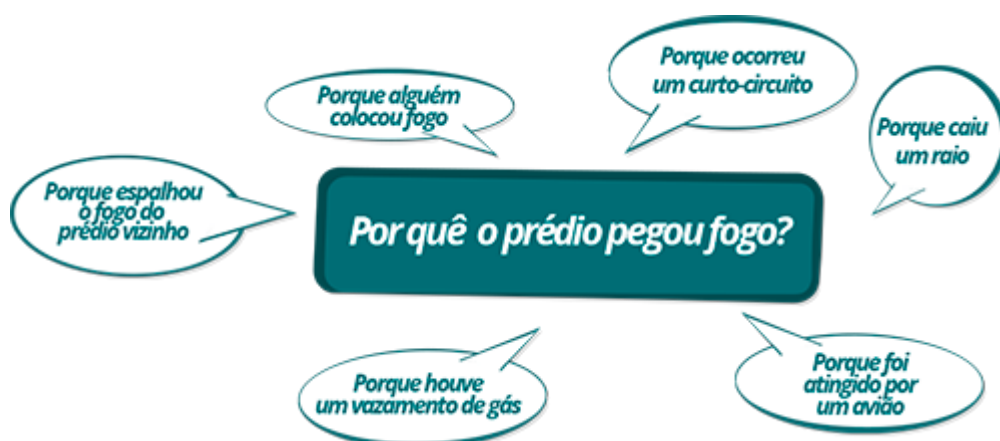 Porque ocorreu
um curto-circuito
Porque alguém
colocou fogo
Porque caiu
um raio
Porque espalhou
o fogo do
prédio vizinho
Por quê o prédio pegou fogo?
Porque houve
um vazamento de gás
Porque foi
atingido por
um avião